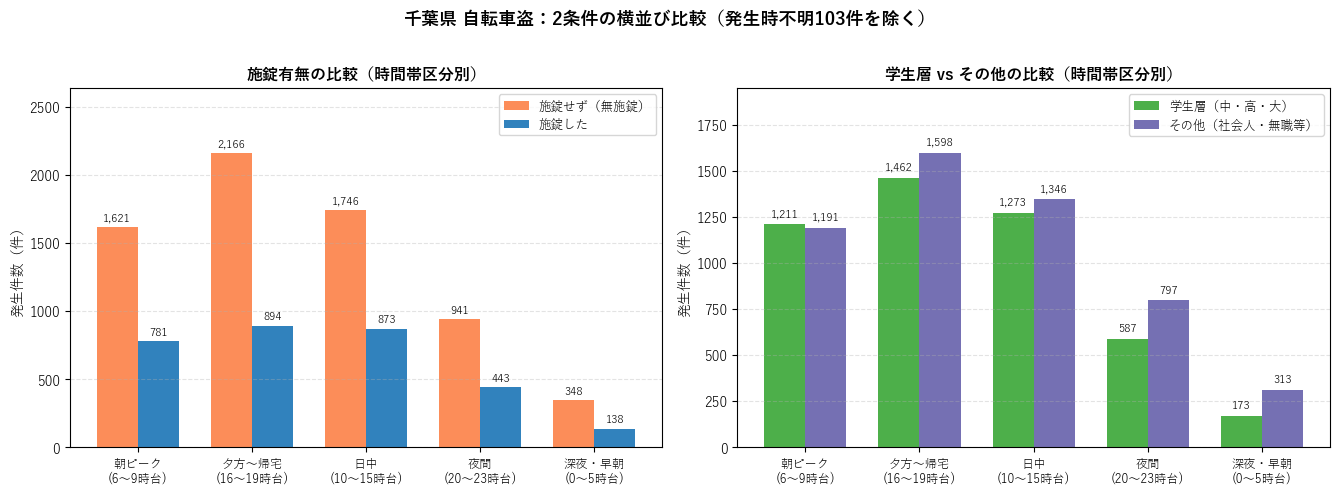 千葉県 自転車盗：2条件の横並び比較（発生時不明103件を除く）
施錠有無の比較（時間帯区分別）
発生件数（件）
2500
2000
1500
1000
500
0
施錠せず（無施錠）
施錠した
1,621
781
2,166
894
1,746
873
941
443
348
138
朝ピーク
(6〜9時台)
夕方〜帰宅
(16〜19時台)
日中
(10〜15時台)
夜間
(20〜23時台)
深夜・早朝
(0〜5時台)
学生層 vs その他の比較（時間帯区分別）
発生件数（件）
1750
1500
1250
1000
750
500
250
0
学生層（中・高・大）
その他（社会人・無職等）
1,211
1,191
1,462
1,598
1,273
1,346
587
797
173
313
朝ピーク
(6〜9時台)
夕方〜帰宅
(16〜19時台)
日中
(10〜15時台)
夜間
(20〜23時台)
深夜・早朝
(0〜5時台)